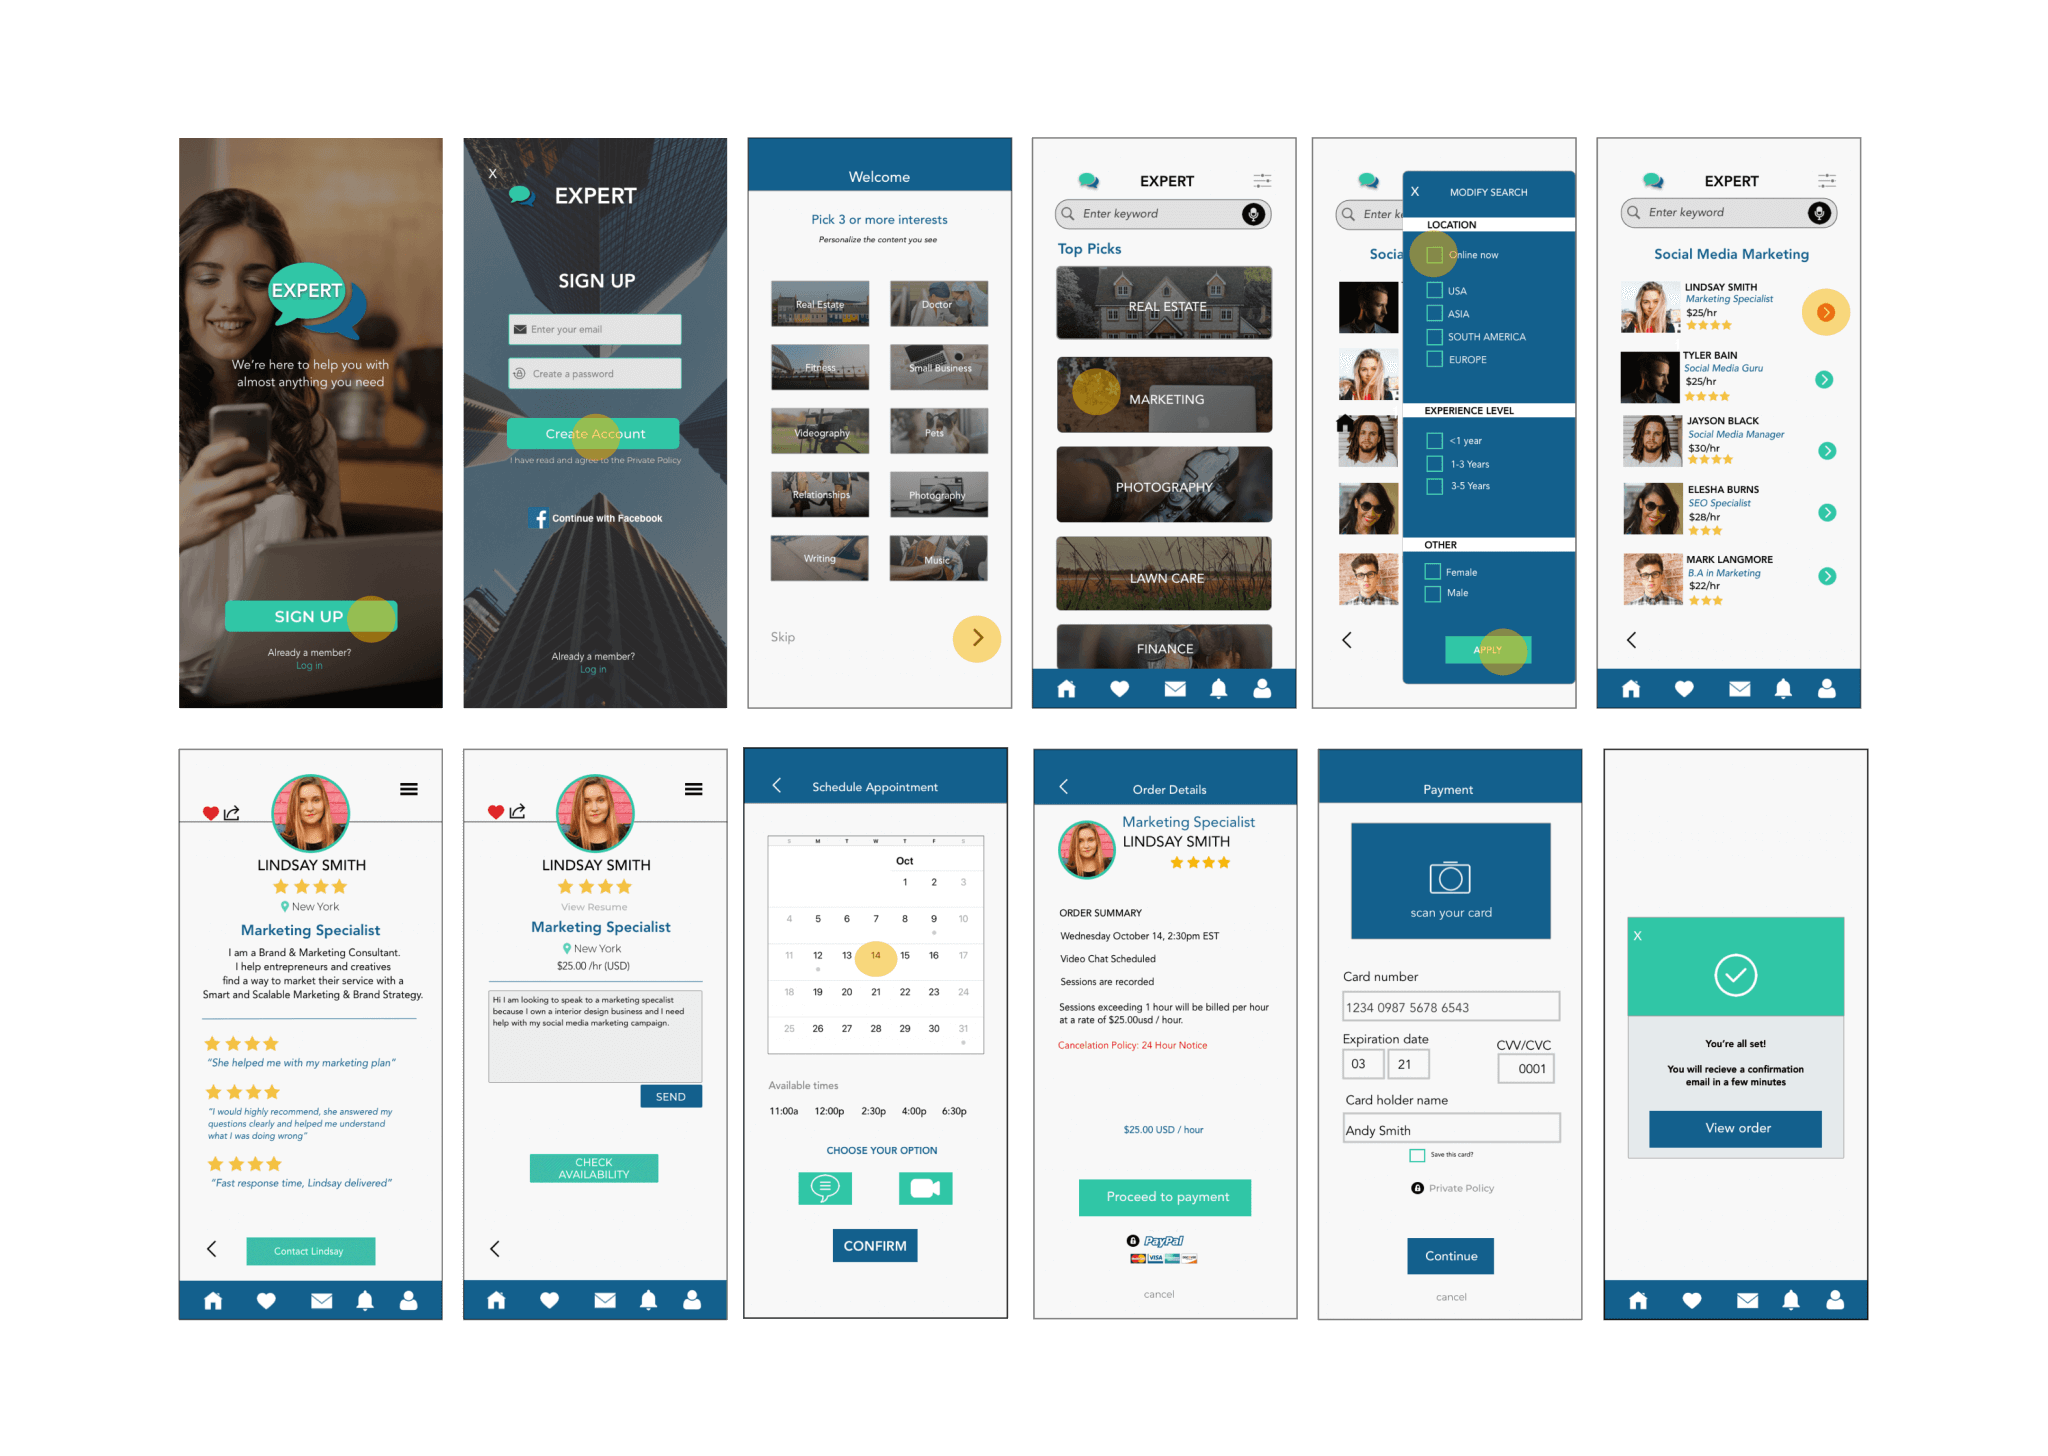 EXPERT
We're here to help you with
almost anything you need
SIGN UP
Already a member?
Log in
X
EXPERT
SIGN UP
Enter your email
Create a password
Create Account
I have read and agree to the Private Policy
f Continue with Facebook
Already a member?
Log in
Welcome
Pick 3 or more interests
Personalize the content you see
Real Estate
Doctor
Fitness
Small Business
Videography
Pets
Relationships
Photography
Writing
Music
Skip
EXPERT
Enter keyword
Top Picks
REAL ESTATE
MARKETING
PHOTOGRAPHY
LAWN CARE
FINANCE
Enter k
Socia
X MODIFY SEARCH
LOCATION
Online now
USA
ASIA
SOUTH AMERICA
EUROPE
EXPERIENCE LEVEL
<1 year
1-3 Years
3-5 Years
OTHER
Female
Male
APPLY
EXPERT
Enter keyword
Social Media Marketing
LINDSAY SMITH
Marketing Specialist
$25/hr
TYLER BAIN
Social Media Guru
$25/hr
JAYSON BLACK
Social Media Manager
$30/hr
ELESHA BURNS
SEO Specialist
$28/hr
MARK LANGMORE
B.A in Marketing
$22/hr
LINDSAY SMITH
New York
Marketing Specialist
I am a Brand & Marketing Consultant.
I help entrepreneurs and creatives
find a way to market their service with a
Smart and Scalable Marketing & Brand Strategy.
"She helped me with my marketing plan"
"I would highly recommend, she answered my
questions clearly and helped me understand
what I was doing wrong"
"Fast response time, Lindsay delivered"
Contact Lindsay
LINDSAY SMITH
View Resume
Marketing Specialist
New York
$25.00 /hr (USD)
Hi I am looking to speak to a marketing specalist
because I own a interior design business and I need
help with my social media marketing campaign.
SEND
CHECK
AVAILABILITY
Schedule Appointment
S M T W T F S
Oct
1 2 3
4 5 6 7 8 9 10
11 12 13 14 15 16 17
18 19 20 21 22 23 24
25 26 27 28 29 30 31
Available times
11:00a 12:00p 2:30p 4:00p 6:30p
CHOOSE YOUR OPTION
CONFIRM
Order Details
Marketing Specialist
LINDSAY SMITH
ORDER SUMMARY
Wednesday October 14, 2:30pm EST
Video Chat Scheduled
Sessions are recorded
Sessions exceeding 1 hour will be billed per hour
at a rate of $25.00usd / hour.
Cancelation Policy: 24 Hour Notice
$25.00 USD / hour
Proceed to payment
PayPal
VISA
cancel
Payment
scan your card
Card number
1234 0987 5678 6543
Expiration date
CVV/CVC
03 21
0001
Card holder name
Andy Smith
Save this card?
Private Policy
Continue
cancel
X
You're all set!
You will recieve a confirmation
email in a few minutes
View order